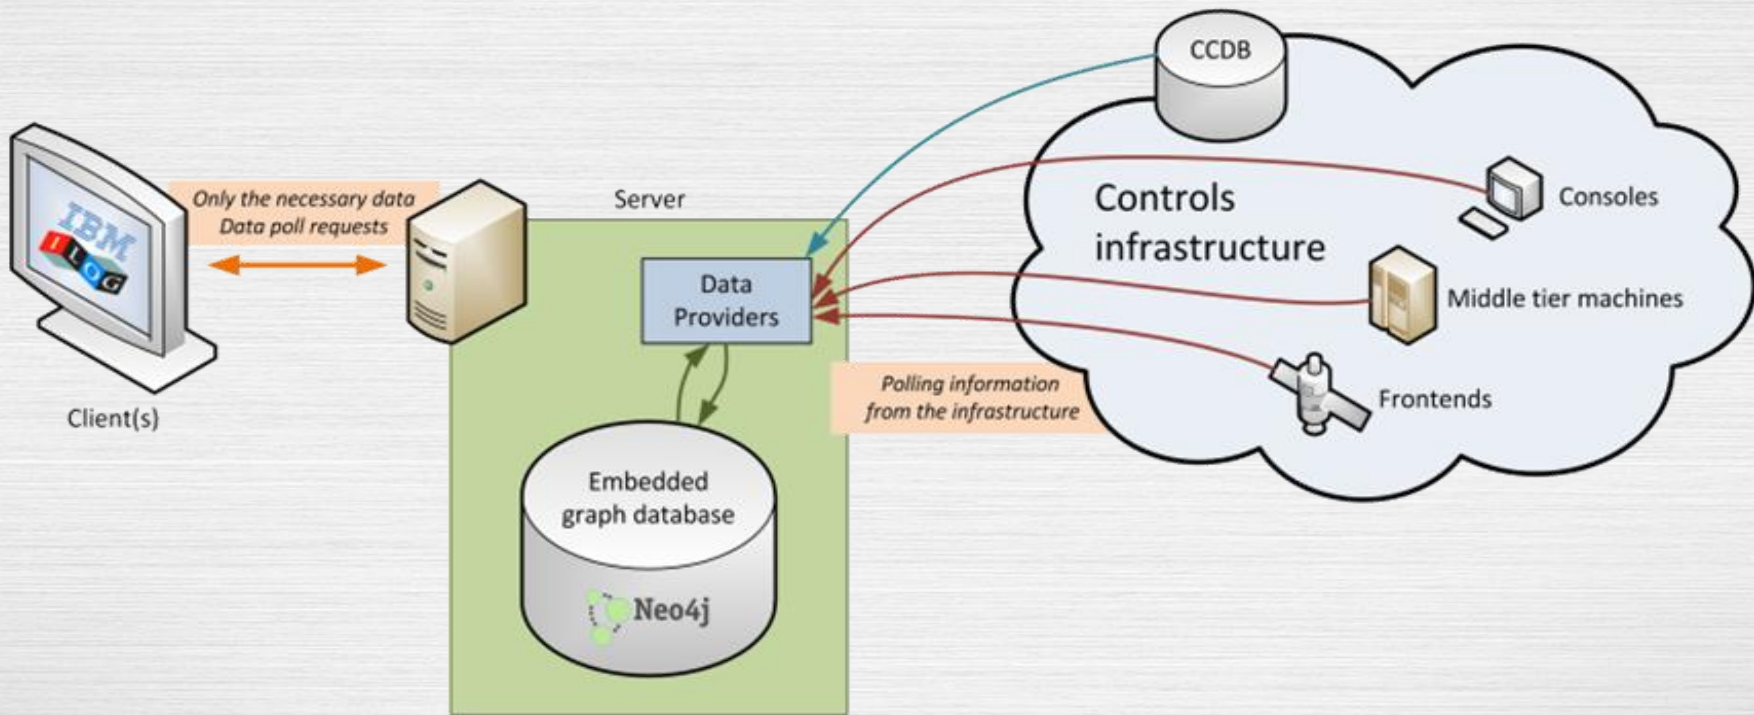 CCDB
IBM
ILOG
Only the necessary data
Data poll requests
Server
Controls
infrastructure
Consoles
Data
Providers
Middle tier machines
Polling information
from the infrastructure
Frontends
Client(s)
Embedded
graph database
Neo4j